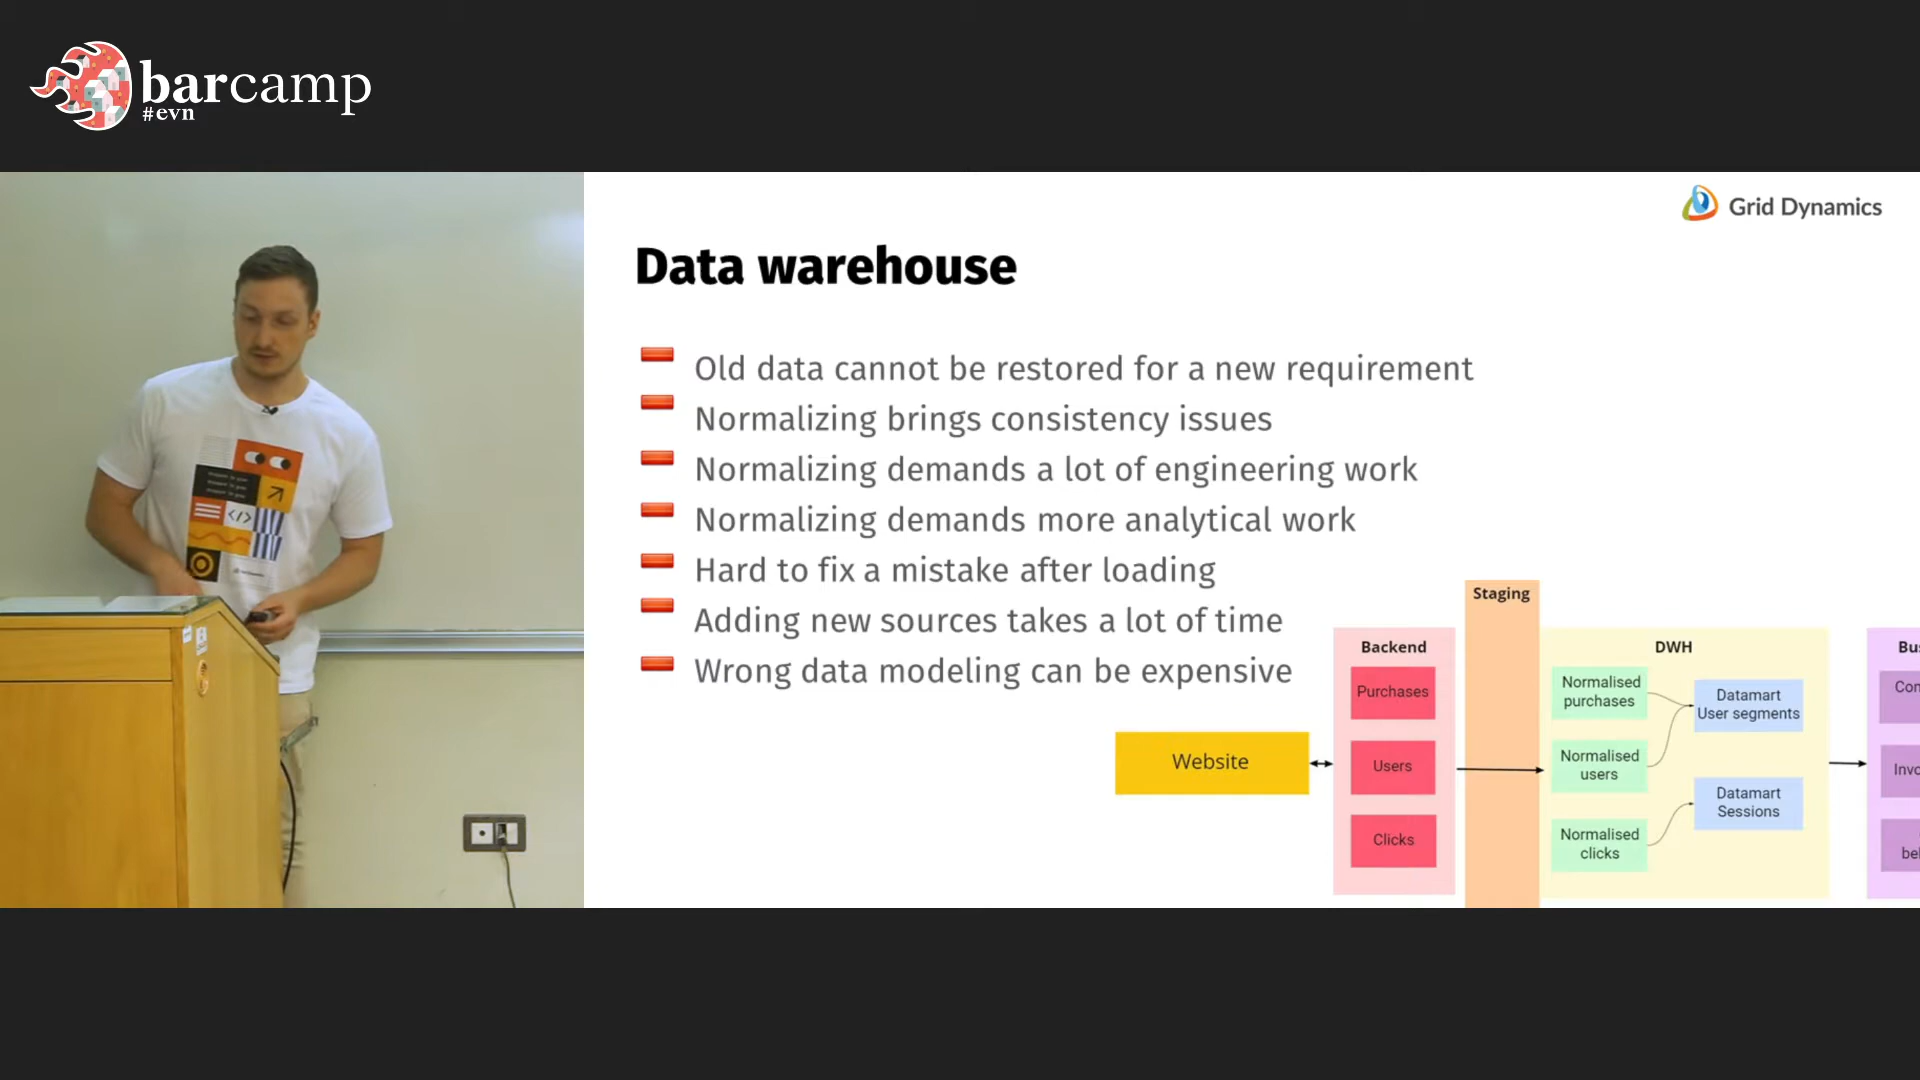 barcamp
#evn
Grid Dynamics
Data warehouse
Old data cannot be restored for a new requirement
Normalizing brings consistency issues
Normalizing demands a lot of engineering work
Normalizing demands more analytical work
Hard to fix a mistake after loading
Adding new sources takes a lot of time
Wrong data modeling can be expensive
Website
Backend
Purchases
Users
Clicks
Staging
DWH
Normalised
purchases
Normalised
users
Normalised
clicks
Datamart
User segments
Datamart
Sessions